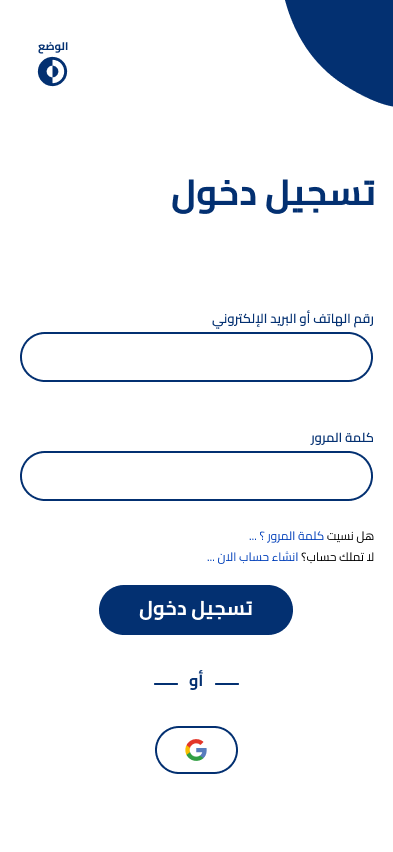 الوضع
تسجيل دخول
رقم الهاتف أو البريد الإلكتروني
كلمة المرور
هل نسيت كلمة المرور ؟ ...
لا تملك حساب؟ انشاء حساب الان ...
تسجيل دخول
أو